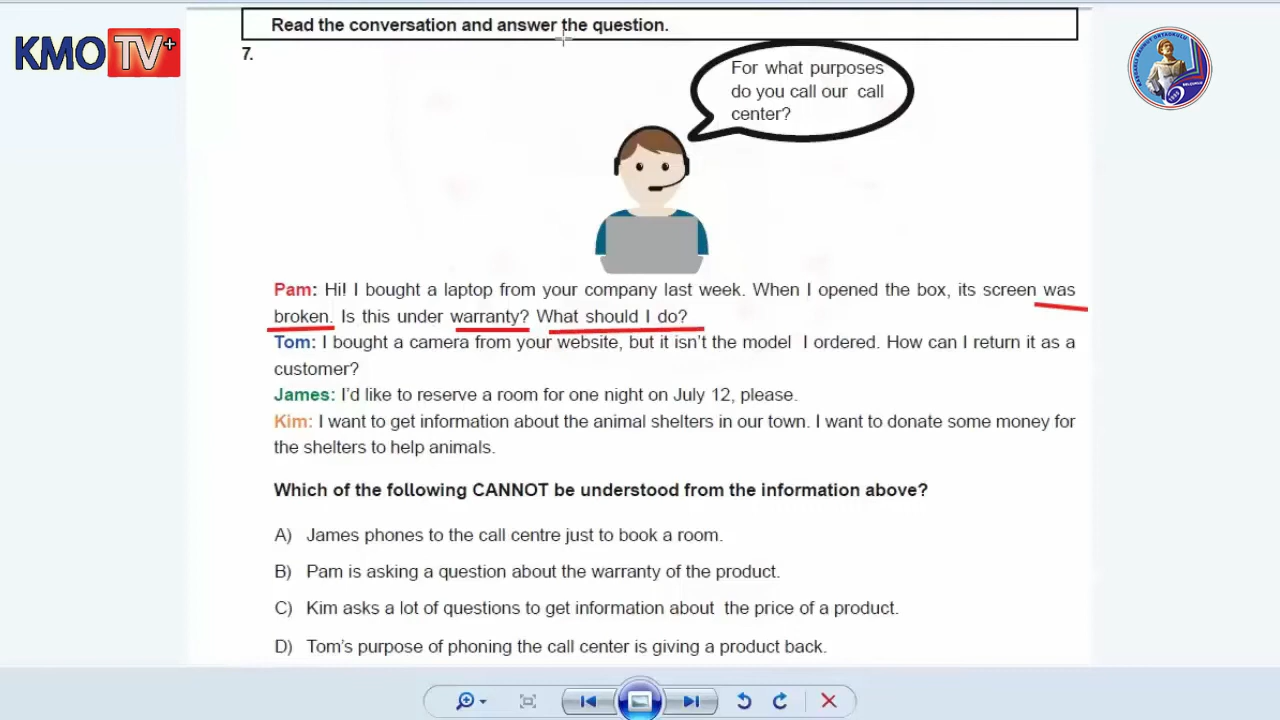 Read the conversation and answer the question.
KMO TV+
7.
For what purposes
do you call our call
center?
Pam: Hi! I bought a laptop from your company last week. When I opened the box, its screen was
broken. Is this under warranty? What should I do?
Tom: I bought a camera from your website, but it isn't the model I ordered. How can I return it as a
customer?
James: I'd like to reserve a room for one night on July 12, please.
Kim: I want to get information about the animal shelters in our town. I want to donate some money for
the shelters to help animals.
Which of the following CANNOT be understood from the information above?
A) James phones to the call centre just to book a room.
B) Pam is asking a question about the warranty of the product.
C) Kim asks a lot of questions to get information about the price of a product.
D) Tom's purpose of phoning the call center is giving a product back.